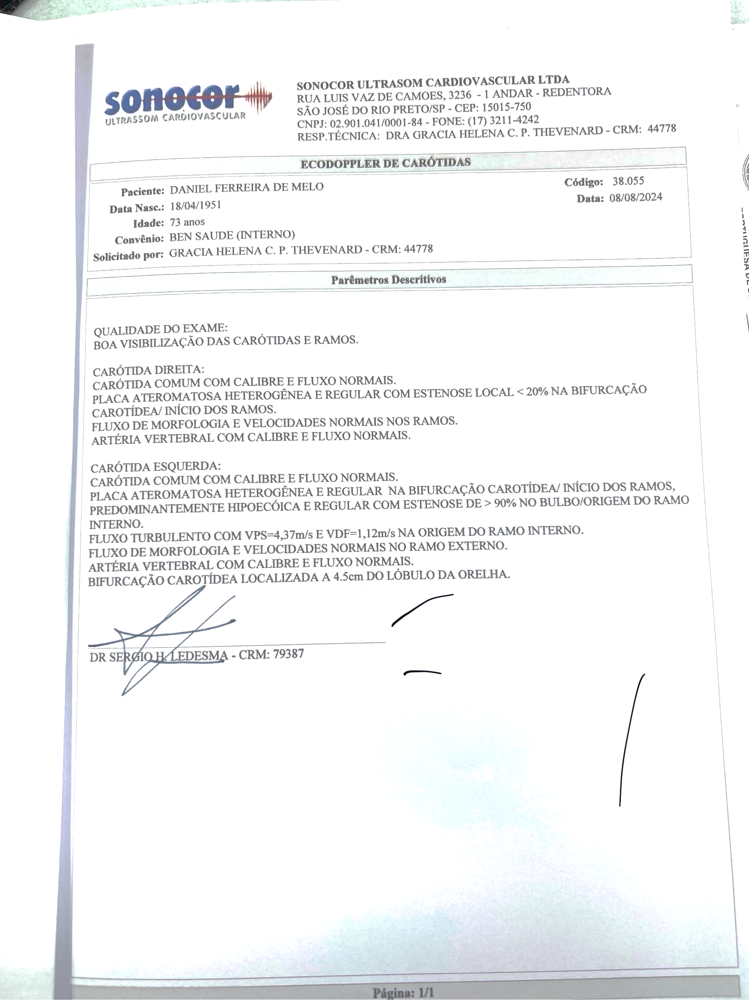 sonocor
ULTRASSOM CARDIOVASCULAR
SONOCOR ULTRASOM CARDIOVASCULAR LTDA
RUA LUIS VAZ DE CAMOES, 3236 - 1 ANDAR - REDENTORA
SÃO JOSÉ DO RIO PRETO/SP - CEP: 15015-750
CNPJ: 02.901.041/0001-84 - FONE: (17) 3211-4242
RESP.TÉCNICA: DRA GRACIA HELENA C. P. THEVENARD - CRM: 44778
ECODOPPLER DE CARÓTIDAS
Paciente: DANIEL FERREIRA DE MELO
Código: 38.055
Data Nasc.: 18/04/1951
Data: 08/08/2024
Idade: 73 anos
Convênio: BEN SAUDE (INTERNO)
Solicitado por: GRACIA HELENA C. P. THEVENARD - CRM: 44778
Parêmetros Descritivos
QUALIDADE DO EXAME:
BOA VISIBILIZAÇÃO DAS CARÓTIDAS E RAMOS.
CARÓTIDA DIREITA:
CARÓTIDA COMUM COM CALIBRE E FLUXO NORMAIS.
PLACA ATEROMATOSA HETEROGÊNEA E REGULAR COM ESTENOSE LOCAL < 20% NA BIFURCAÇÃO
CAROTÍDEA/ INÍCIO DOS RAMOS.
FLUXO DE MORFOLOGIA E VELOCIDADES NORMAIS NOS RAMOS.
ARTÉRIA VERTEBRAL COM CALIBRE E FLUXO NORMAIS.
CARÓTIDA ESQUERDA:
CARÓTIDA COMUM COM CALIBRE E FLUXO NORMAIS.
PLACA ATEROMATOSA HETEROGÊNEA E REGULAR NA BIFURCAÇÃO CAROTÍDEA/ INÍCIO DOS RAMOS,
PREDOMINANTEMENTE HIPOECÓICA E REGULAR COM ESTENOSE DE > 90% NO BULBO/ORIGEM DO RAMO
INTERNO.
FLUXO TURBULENTO COM VPS=4,37m/s E VDF=1,12m/s NA ORIGEM DO RAMO INTERNO.
FLUXO DE MORFOLOGIA E VELOCIDADES NORMAIS NO RAMO EXTERNO.
ARTÉRIA VERTEBRAL COM CALIBRE E FLUXO NORMAIS.
BIFURCAÇÃO CAROTÍDEA LOCALIZADA A 4.5cm DO LÓBULO DA ORELHA.
DR SERGIO H. LEDESMA - CRM: 79387
Página: 1/1